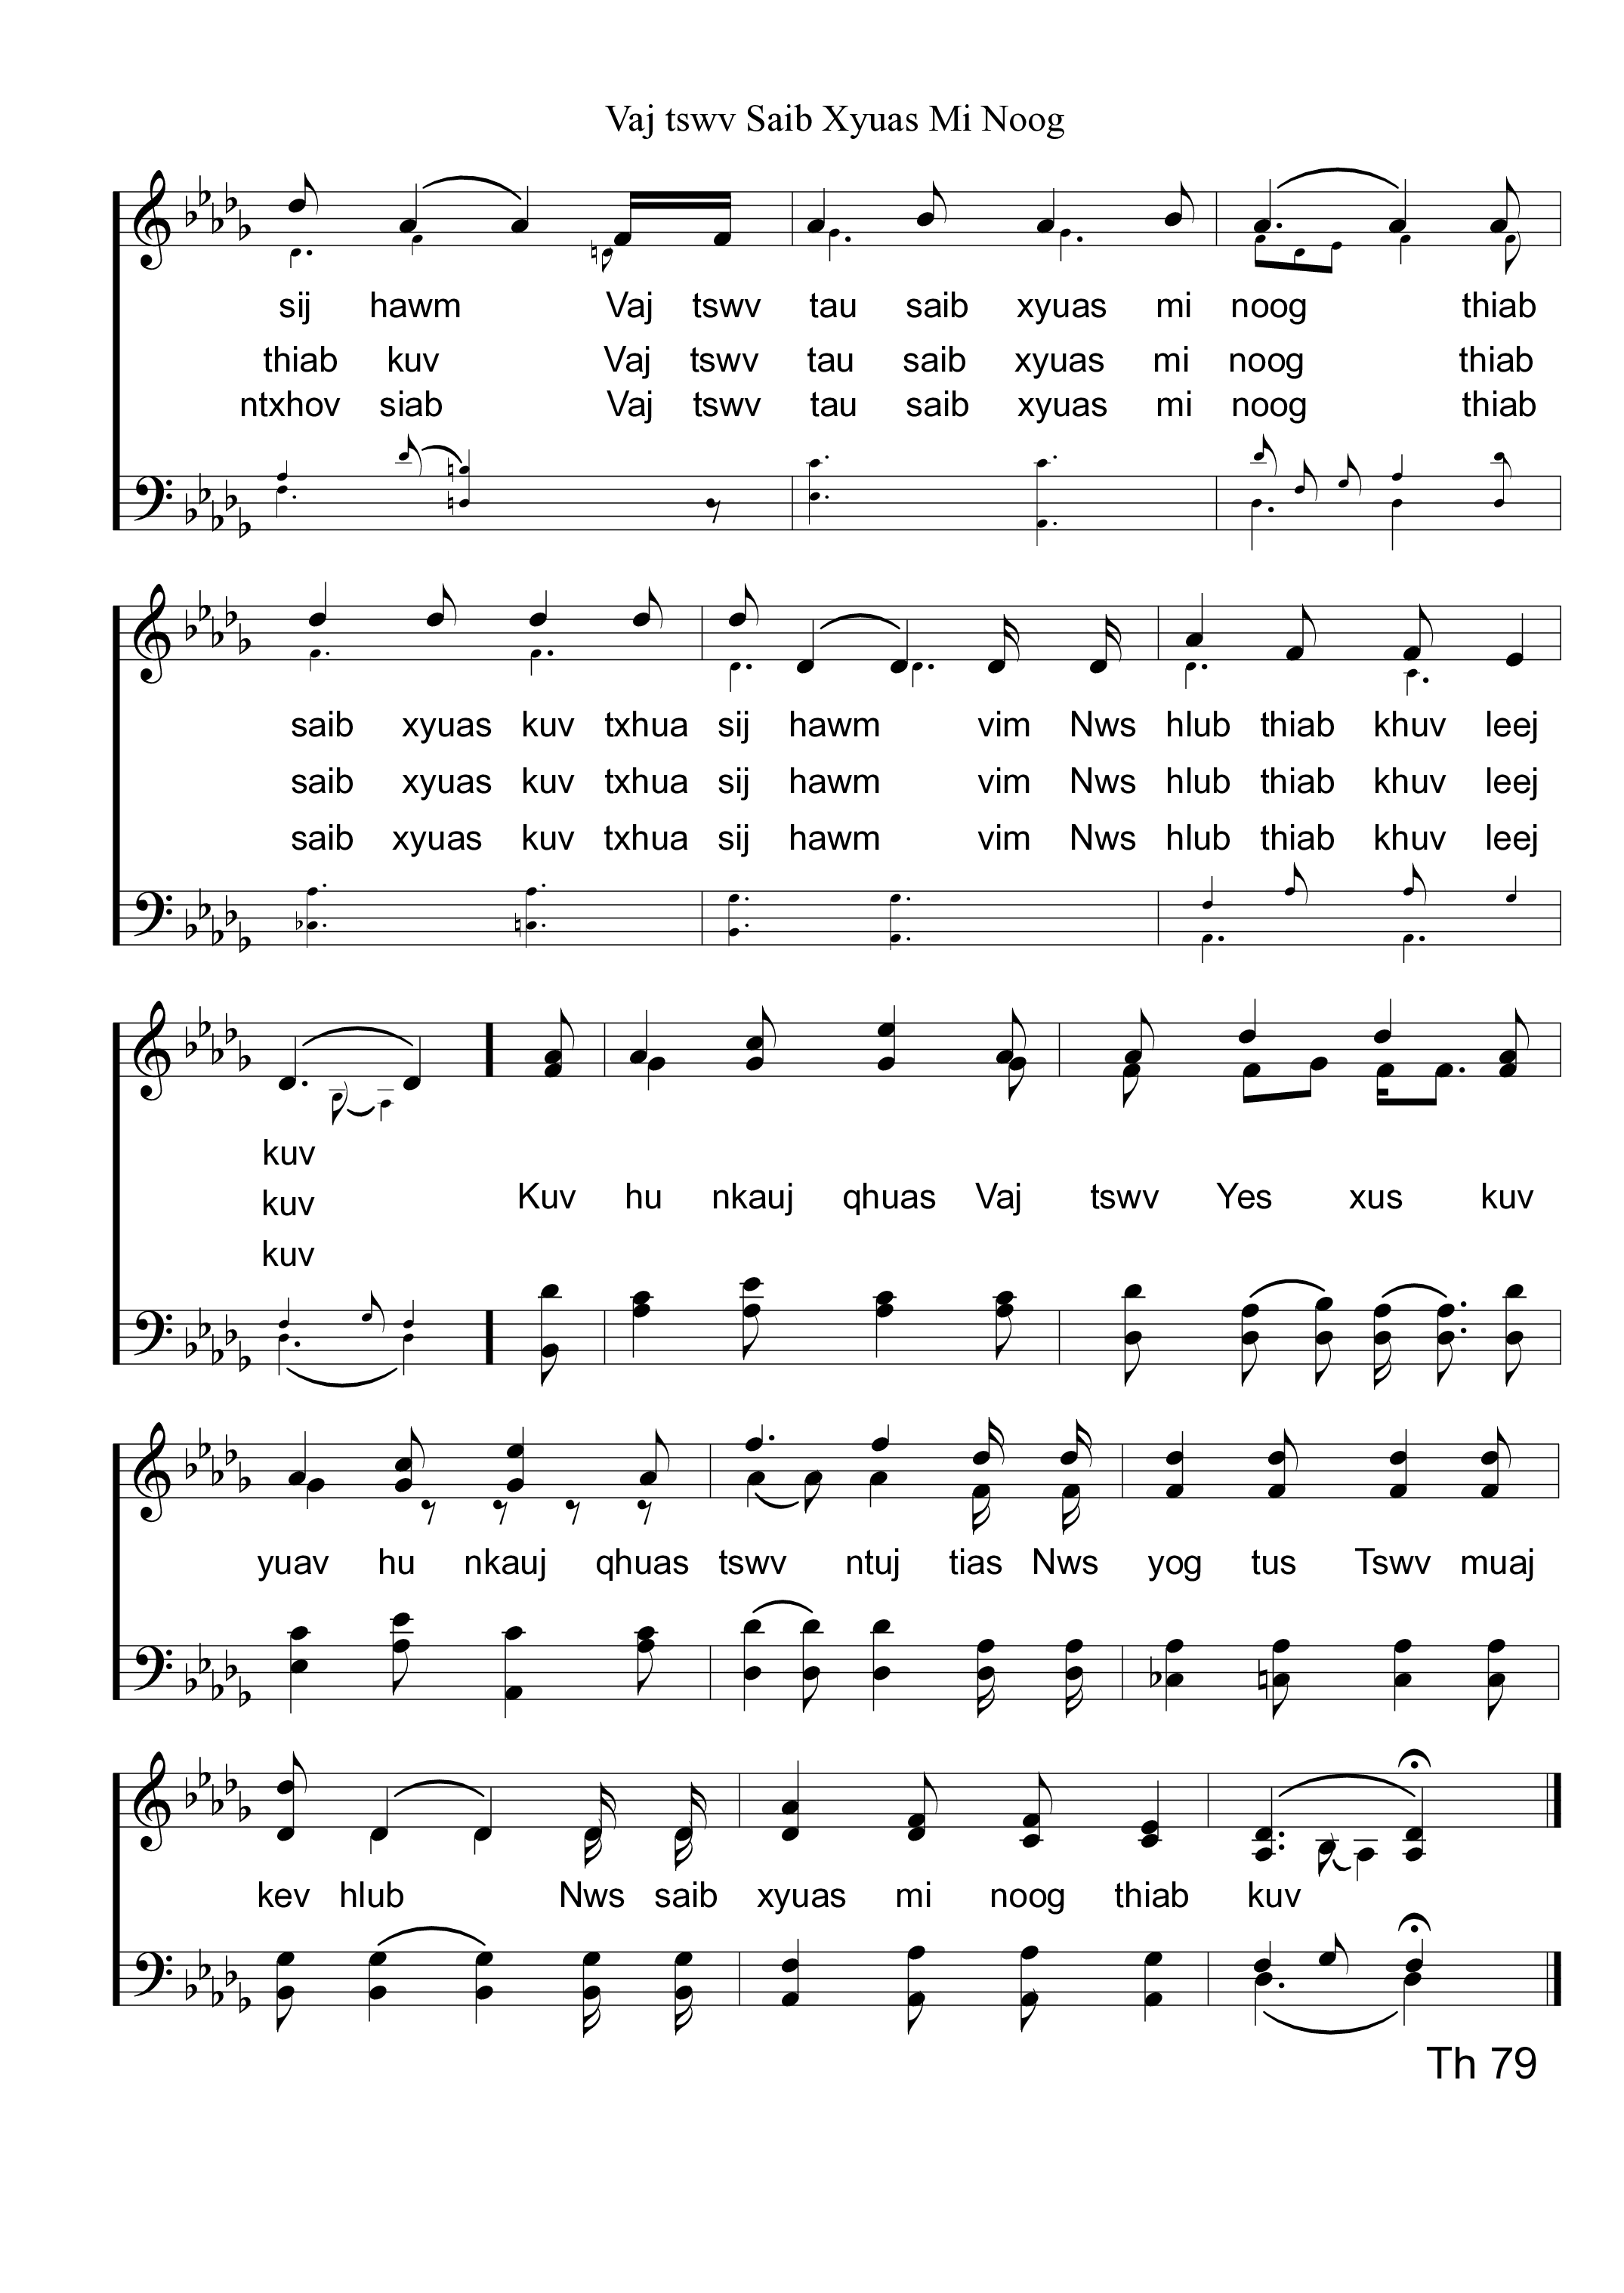 Vaj tswv Saib Xyuas Mi Noog
sij hawm Vaj tswv tau saib xyuas mi noog thiab
thiab kuv Vaj tswv tau saib xyuas mi noog thiab
ntxhov siab Vaj tswv tau saib xyuas mi noog thiab
saib xyuas kuv txhua sij hawm vim Nws hlub thiab khuv leej
saib xyuas kuv txhua sij hawm vim Nws hlub thiab khuv leej
saib xyuas kuv txhua sij hawm vim Nws hlub thiab khuv leej
kuv
kuv Kuv hu nkauj qhuas Vaj tswv Yes xus kuv
kuv
yuav hu nkauj qhuas tswv ntuj tias Nws yog tus Tswv muaj
kev hlub Nws saib xyuas mi noog thiab kuv
Th 79